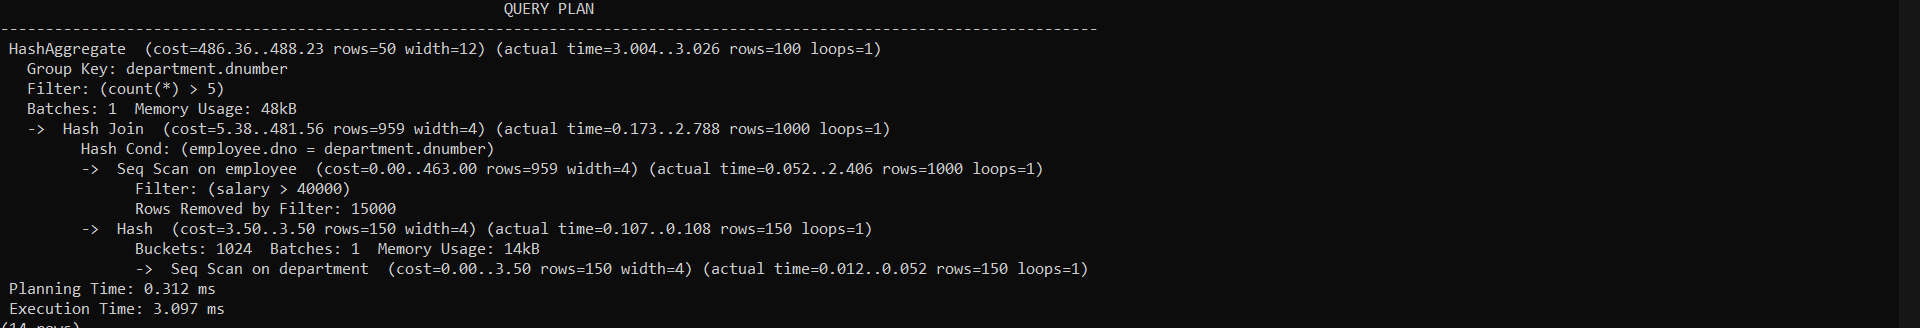 QUERY PLAN
-------------------------------------------------------------------------------------------------------------------------
HashAggregate  (cost=486.36..488.23 rows=50 width=12) (actual time=3.004..3.026 rows=100 loops=1)
  Group Key: department.dnumber
  Filter: (count(*) > 5)
  Batches: 1  Memory Usage: 48kB
  ->  Hash Join  (cost=5.38..481.56 rows=959 width=4) (actual time=0.173..2.788 rows=1000 loops=1)
        Hash Cond: (employee.dno = department.dnumber)
        ->  Seq Scan on employee  (cost=0.00..463.00 rows=959 width=4) (actual time=0.052..2.406 rows=1000 loops=1)
              Filter: (salary > 40000)
              Rows Removed by Filter: 15000
        ->  Hash  (cost=3.50..3.50 rows=150 width=4) (actual time=0.107..0.108 rows=150 loops=1)
              Buckets: 1024  Batches: 1  Memory Usage: 14kB
              ->  Seq Scan on department  (cost=0.00..3.50 rows=150 width=4) (actual time=0.012..0.052 rows=150 loops=1)
Planning Time: 0.312 ms
Execution Time: 3.097 ms
(14 rows)